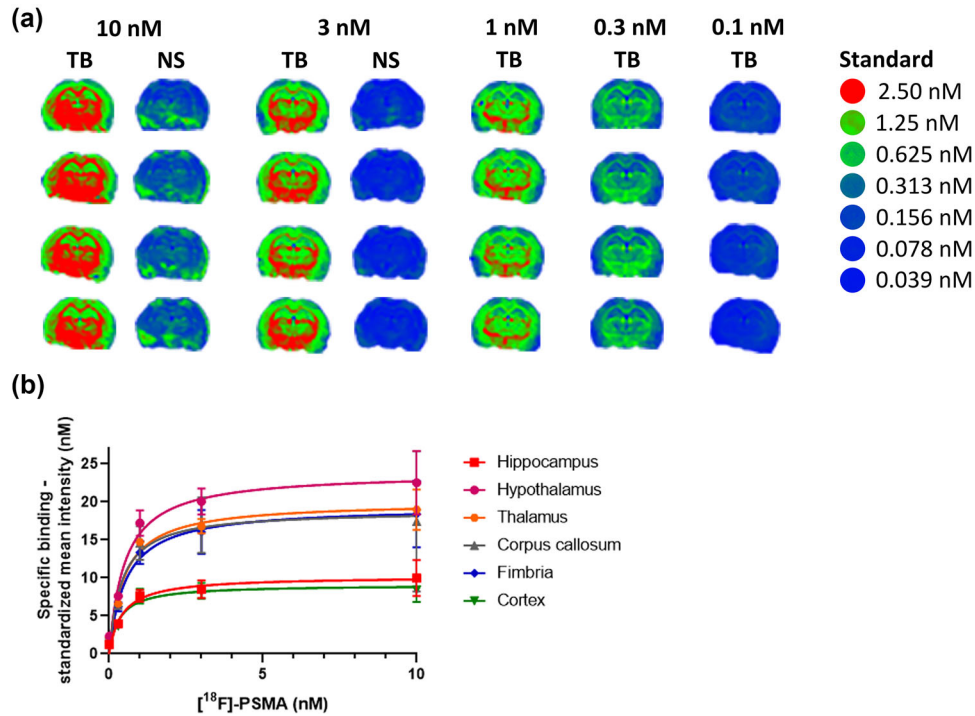 (a)
10 nM 3 nM 1 nM 0.3 nM 0.1 nM
TB NS TB NS TB TB TB
Standard
2.50 nM
1.25 nM
0.625 nM
0.313 nM
0.156 nM
0.078 nM
0.039 nM
(b)
Specific binding -
standardized mean intensity (nM)
25
20
15
10
5
0
0 5 10
[¹⁸F]-PSMA (nM)
Hippocampus
Hypothalamus
Thalamus
Corpus callosum
Fimbria
Cortex